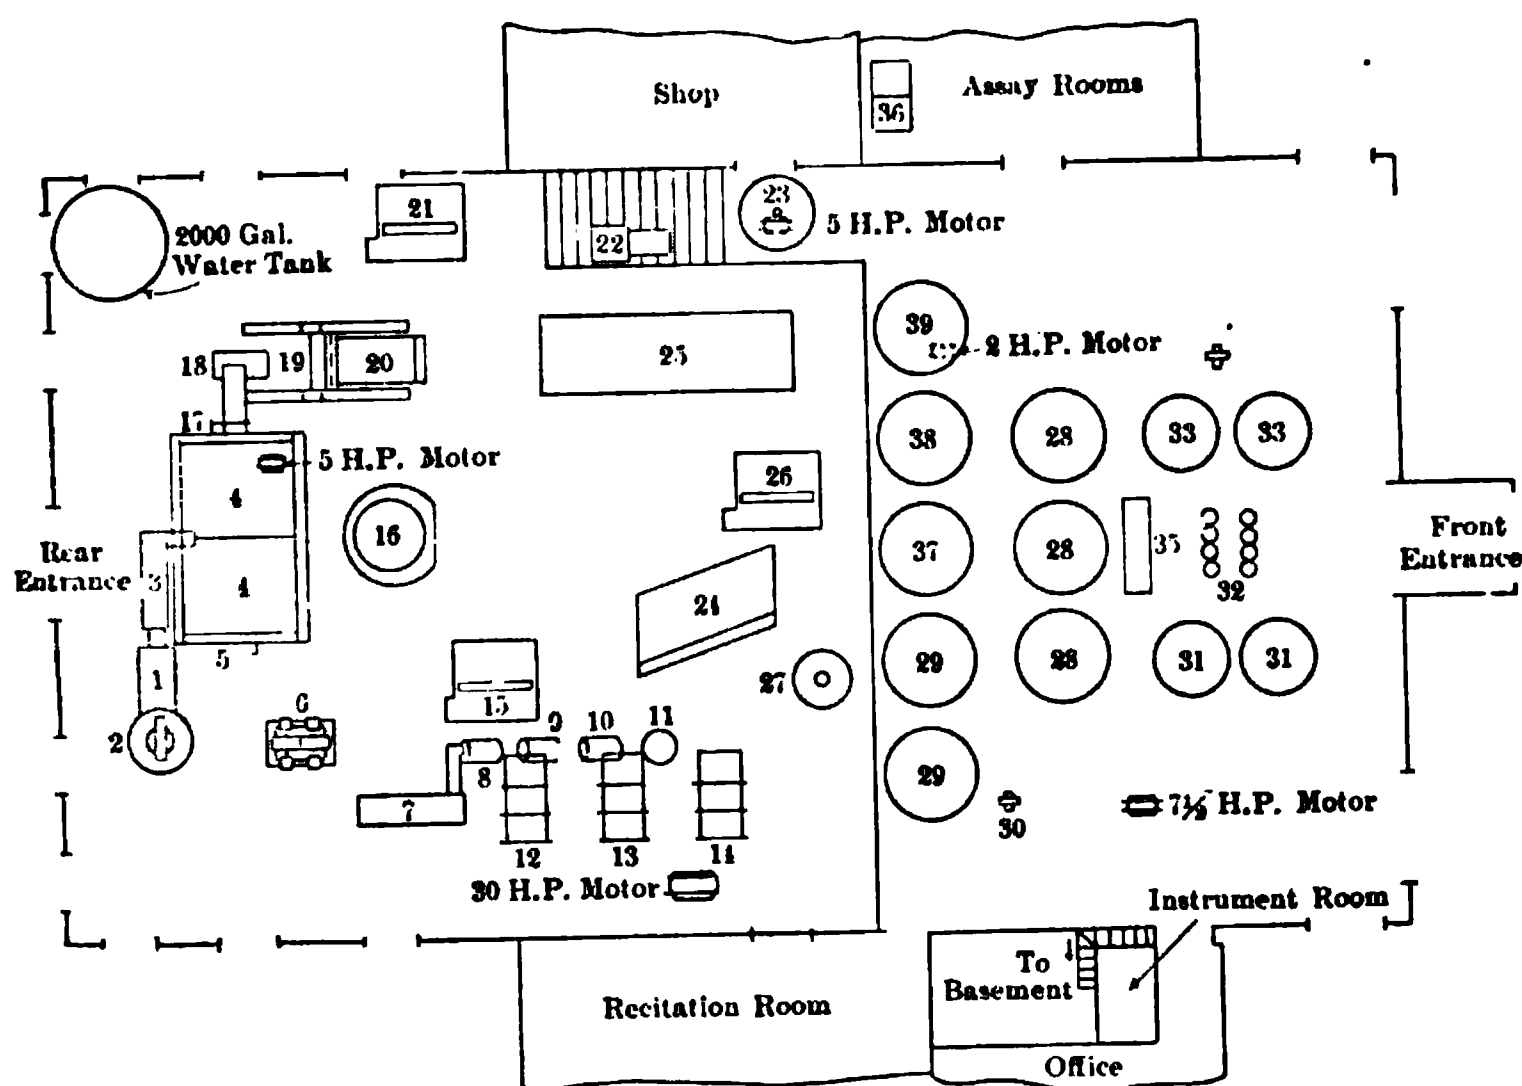 Shop
Assay Rooms
36
21
23
5 H.P. Motor
2000 Gal.
Water Tank
22
39
2 H.P. Motor
18
19
20
25
17
5 H.P. Motor
38
28
33
33
4
26
16
37
28
35
32
Front
Entrance
Rear
Entrance
3
4
24
5
29
28
31
31
1
15
27
2
6
9
10
11
8
7
29
30
7½ H.P. Motor
12
13
14
30 H.P. Motor
Instrument Room
To
Basement
Recitation Room
Office